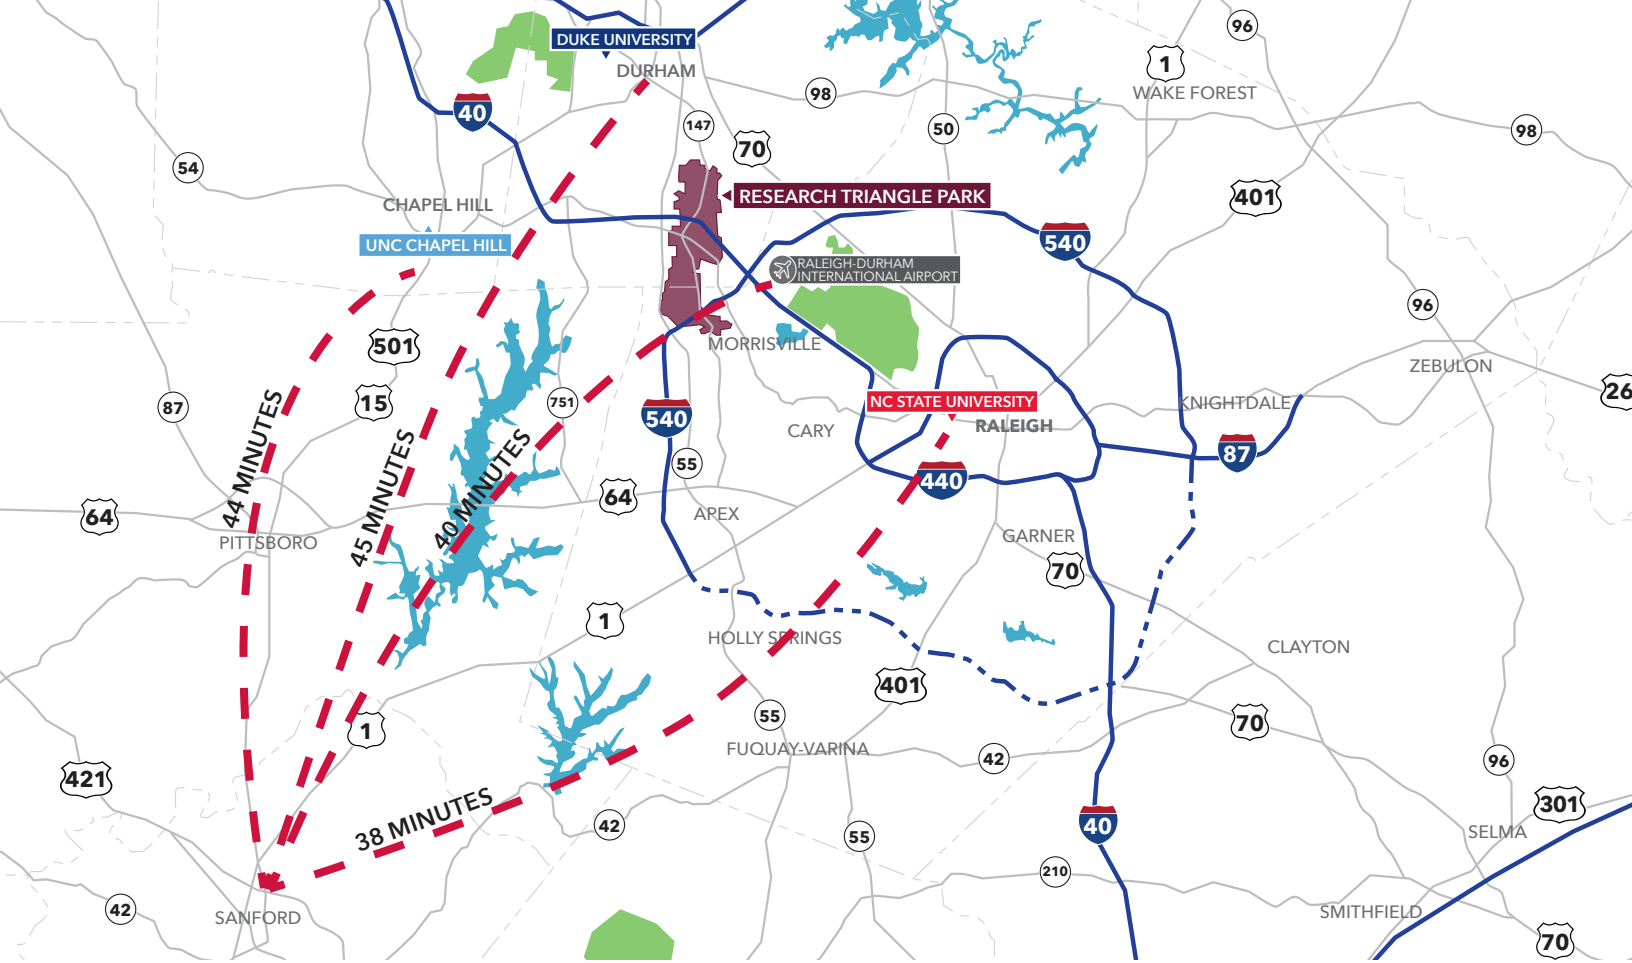 96
DUKE UNIVERSITY
DURHAM
1
WAKE FOREST
98
40
147
50
98
70
54
401
RESEARCH TRIANGLE PARK
CHAPEL HILL
UNC CHAPEL HILL
540
RALEIGH-DURHAM
INTERNATIONAL AIRPORT
96
501
MORRISVILLE
ZEBULON
26
15
87
751
NC STATE UNIVERSITY
KNIGHTDALE
540
CARY
RALEIGH
44 MINUTES
45 MINUTES
40 MINUTES
87
55
440
64
64
APEX
PITTSBORO
GARNER
70
1
HOLLY SPRINGS
CLAYTON
401
1
55
70
FUQUAY-VARINA
42
96
421
38 MINUTES
301
42
40
55
SELMA
210
42
SANFORD
SMITHFIELD
70